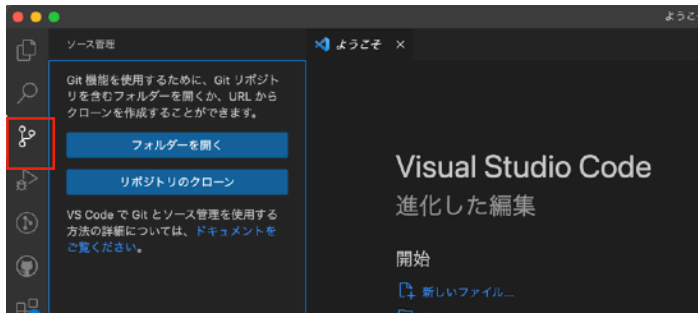 ようこそ
ソース管理
ようこそ ×
Git 機能を使用するために、Git リポジト
リを含むフォルダーを開くか、URL から
クローンを作成することができます。
フォルダーを開く
リポジトリのクローン
VS Code で Git とソース管理を使用する
方法の詳細については、ドキュメントを
ご覧ください。
Visual Studio Code
進化した編集
開始
新しいファイル...